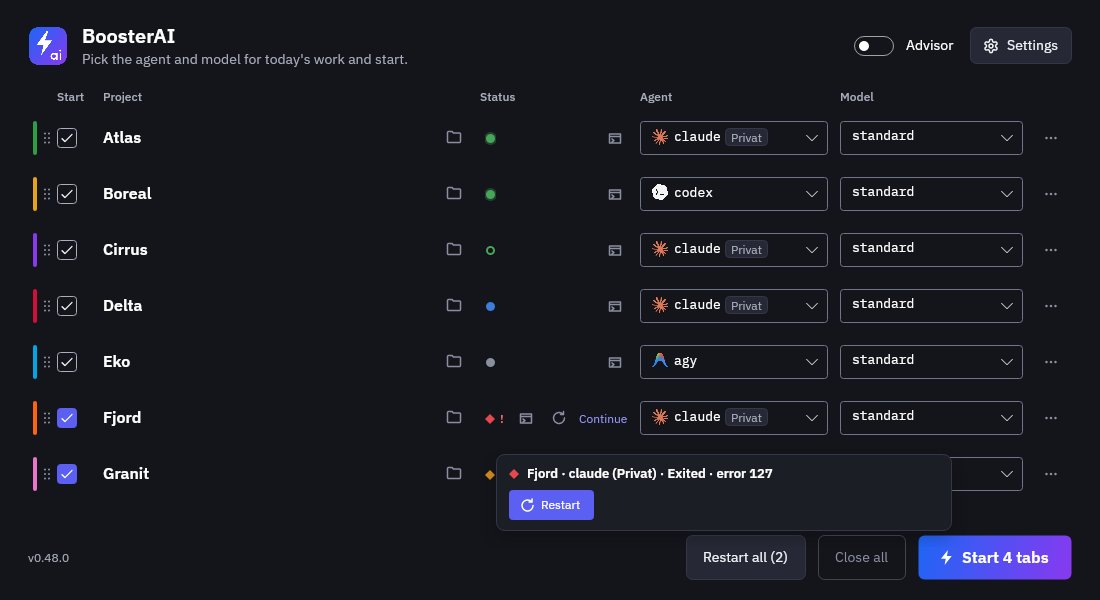 ai
BoosterAI
Pick the agent and model for today's work and start.
Advisor
Settings
Start Project Status Agent Model
Atlas claude Privat standard
Boreal codex standard
Cirrus claude Privat standard
Delta claude Privat standard
Eko agy standard
Fjord ! Continue claude Privat standard
Granit
Fjord · claude (Privat) · Exited · error 127
Restart
v0.48.0
Restart all (2)
Close all
Start 4 tabs